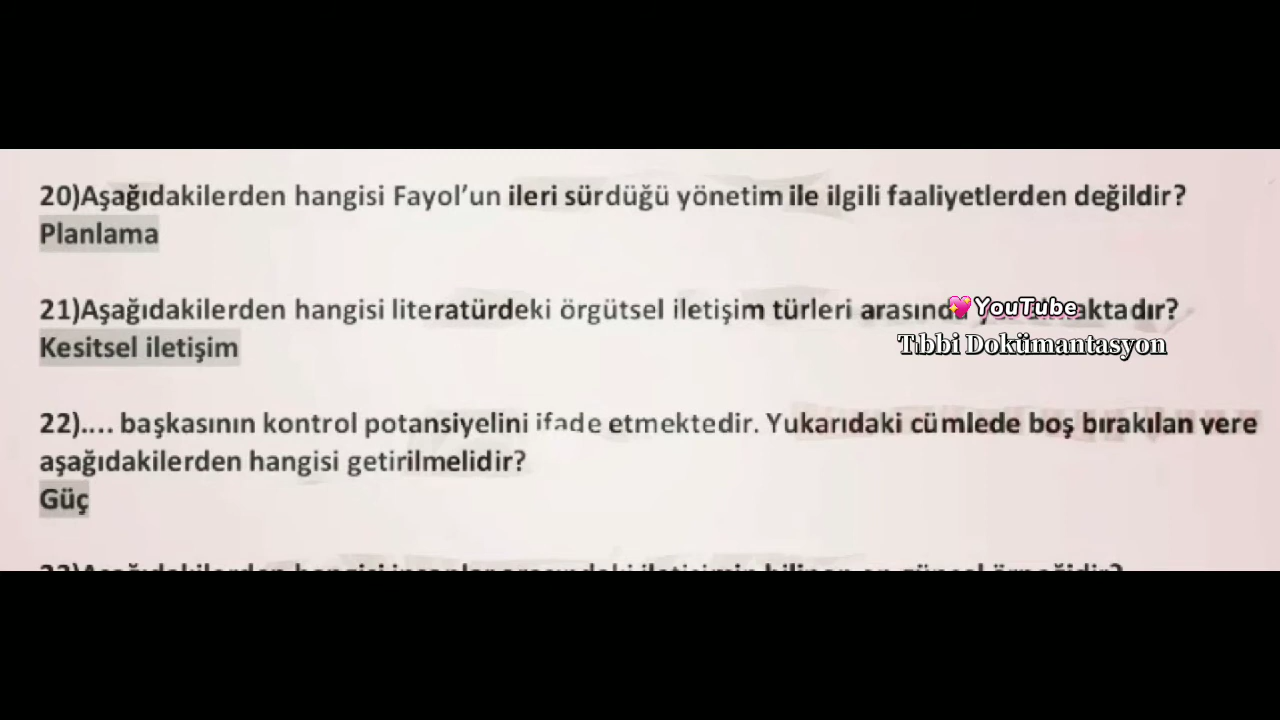 20)Aşağıdakilerden hangisi Fayol'un ileri sürdüğü yönetim ile ilgili faaliyetlerden değildir?
Planlama
21)Aşağıdakilerden hangisi literatürdeki örgütsel iletişim türleri arasında
Kesitsel iletişim
💖YouTube
Tıbbi Dokümantasyon
22).... başkasının kontrol potansiyelini ifade etmektedir. Yukarıdaki cümlede boş bırakılan yere
aşağıdakilerden hangisi getirilmelidir?
Güç